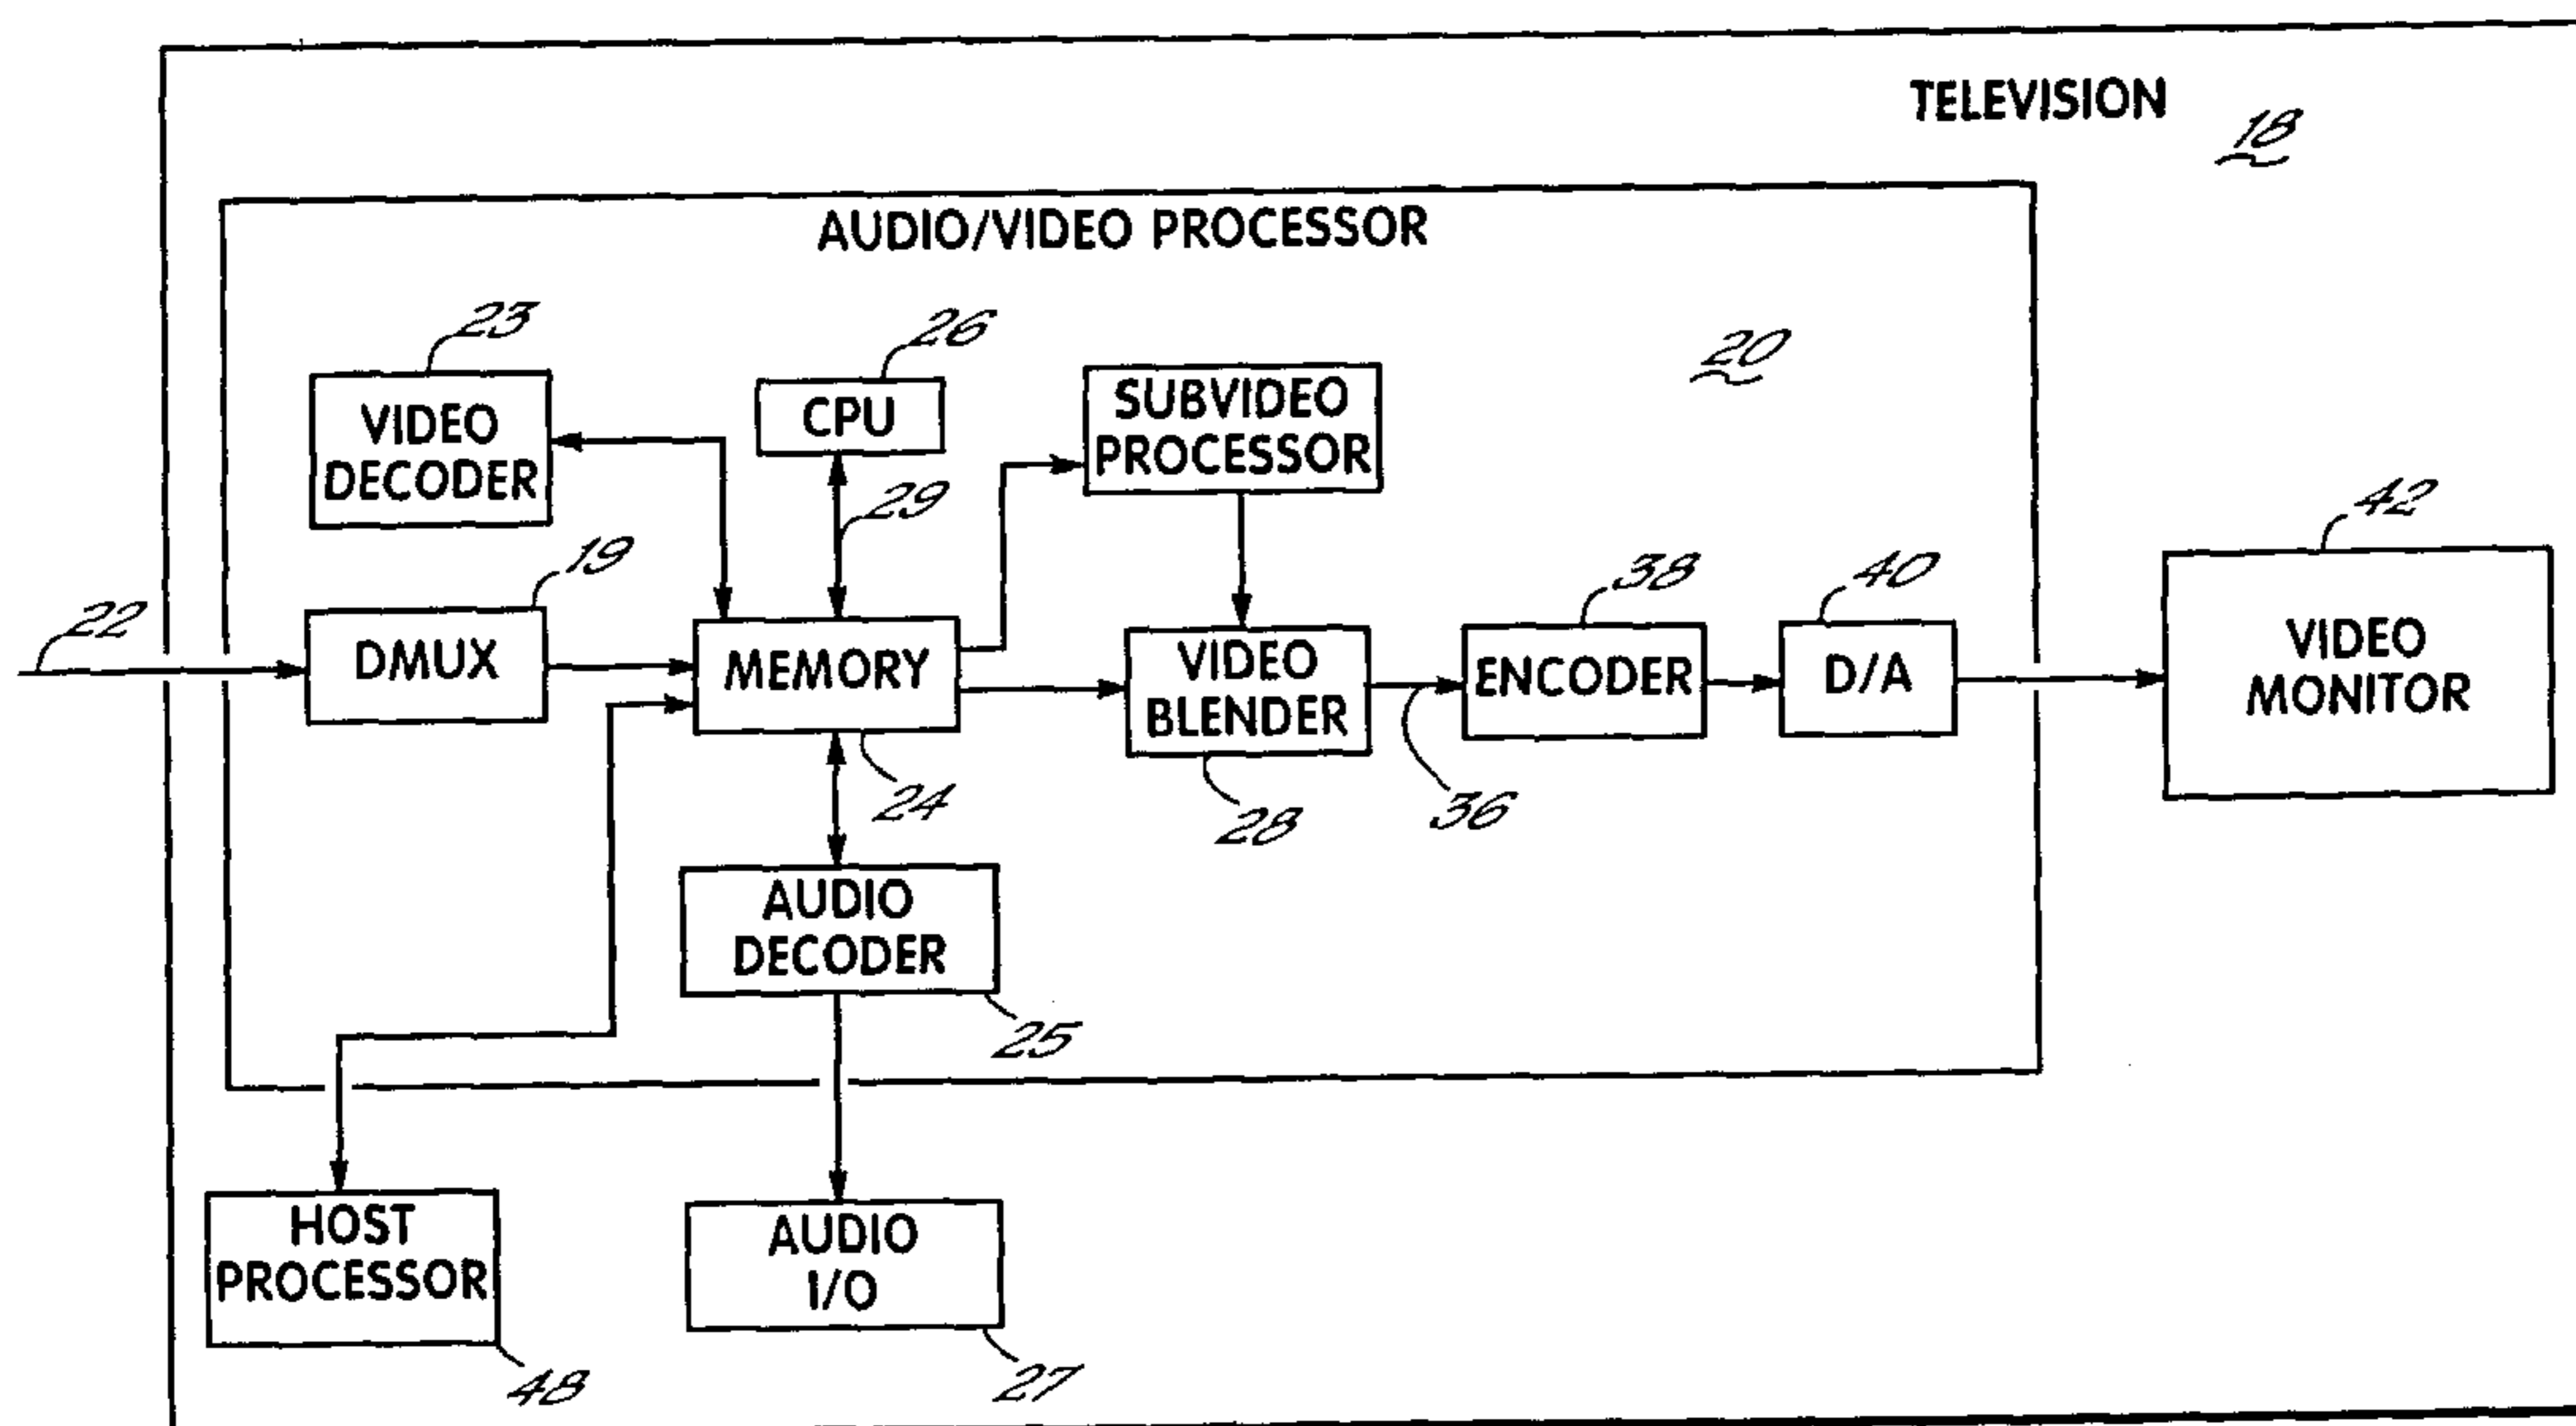 TELEVISION
18
AUDIO/VIDEO PROCESSOR
20
23
VIDEO
DECODER
26
CPU
29
SUBVIDEO
PROCESSOR
22
19
DMUX
MEMORY
24
VIDEO
BLENDER
28
36
38
ENCODER
40
D/A
42
VIDEO
MONITOR
AUDIO
DECODER
25
HOST
PROCESSOR
48
AUDIO
I/O
27